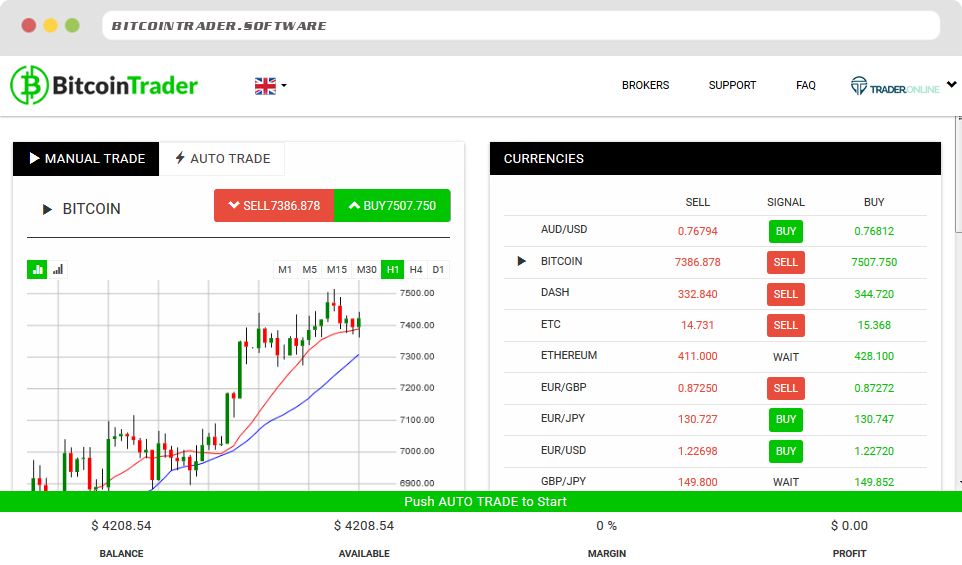 BITCOINTRADER.SOFTWARE
BitcoinTrader
BROKERS SUPPORT FAQ TRADER.ONLINE
MANUAL TRADE AUTO TRADE
BITCOIN SELL7386.878 BUY7507.750
M1 M5 M15 M30 H1 H4 D1
7500.00
7400.00
7300.00
7200.00
7100.00
7000.00
6900.00
CURRENCIES
SELL SIGNAL BUY
AUD/USD 0.76794 BUY 0.76812
BITCOIN 7386.878 SELL 7507.750
DASH 332.840 SELL 344.720
ETC 14.731 SELL 15.368
ETHEREUM 411.000 WAIT 428.100
EUR/GBP 0.87250 SELL 0.87272
EUR/JPY 130.727 BUY 130.747
EUR/USD 1.22698 BUY 1.22720
GBP/JPY 149.800 WAIT 149.852
Push AUTO TRADE to Start
$ 4208.54 $ 4208.54 0 % $ 0.00
BALANCE AVAILABLE MARGIN PROFIT